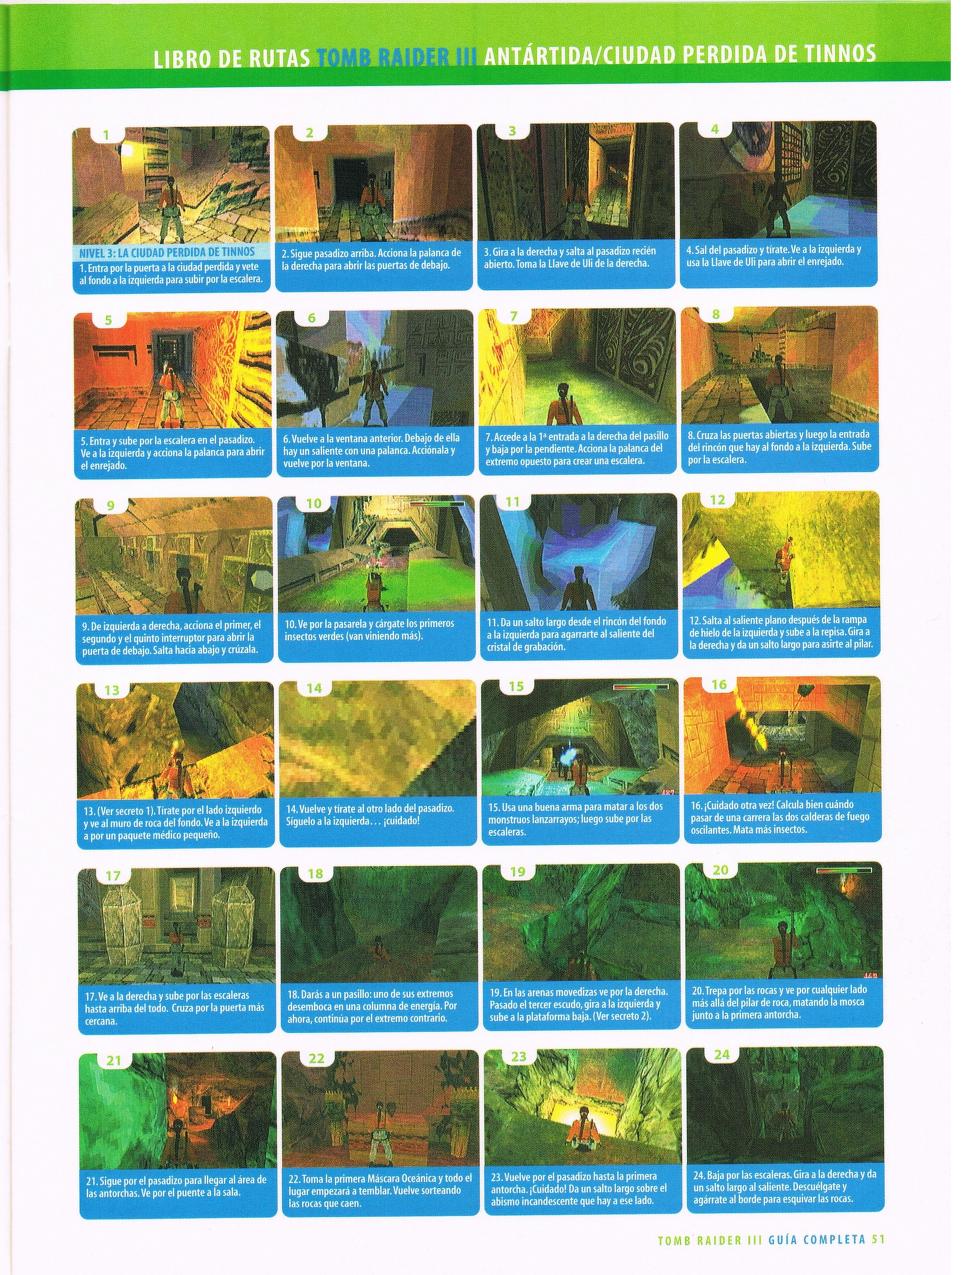 LIBRO DE RUTAS TOMB RAIDER III ANTÁRTIDA/CIUDAD PERDIDA DE TINNOS
1
NIVEL 3: LA CIUDAD PERDIDA DE TINNOS
1. Entra por la puerta a la ciudad perdida y vete
al fondo a la izquierda para subir por la escalera.
2
2. Sigue pasadizo arriba. Acciona la palanca de
la derecha para abrir las puertas de debajo.
3
3. Gira a la derecha y salta al pasadizo recién
abierto. Toma la Llave de Uli de la derecha.
4
4. Sal del pasadizo y tírate. Ve a la izquierda y
usa la Llave de Uli para abrir el enrejado.
5
5. Entra y sube por la escalera en el pasadizo.
Ve a la izquierda y acciona la palanca para abrir
el enrejado.
6
6. Vuelve a la ventana anterior. Debajo de ella
hay un saliente con una palanca. Acciónala y
vuelve por la ventana.
7
7. Accede a la 1ª entrada a la derecha del pasillo
y baja por la pendiente. Acciona la palanca del
extremo opuesto para crear una escalera.
8
8. Cruza las puertas abiertas y luego la entrada
del rincón que hay al fondo a la izquierda. Sube
por la escalera.
9
9. De izquierda a derecha, acciona el primer, el
segundo y el quinto interruptor para abrir la
puerta de debajo. Salta hacia abajo y crúzala.
10
10. Ve por la pasarela y cárgate los primeros
insectos verdes (van viniendo más).
11
11. Da un salto largo desde el rincón del fondo
a la izquierda para agarrarte al saliente del
cristal de grabación.
12
12. Salta al saliente plano después de la rampa
de hielo de la izquierda y sube a la repisa. Gira a
la derecha y da un salto largo para asirte al pilar.
13
13. (Ver secreto 1). Tírate por el lado izquierdo
y ve al muro de roca del fondo. Ve a la izquierda
a por un paquete médico pequeño.
14
14. Vuelve y tírate al otro lado del pasadizo.
Síguelo a la izquierda… ¡cuidado!
15
15. Usa una buena arma para matar a los dos
monstruos lanzarrayos; luego sube por las
escaleras.
16
16. ¡Cuidado otra vez! Calcula bien cuándo
pasar de una carrera las dos calderas de fuego
oscilantes. Mata más insectos.
17
17. Ve a la derecha y sube por las escaleras
hasta arriba del todo. Cruza por la puerta más
cercana.
18
18. Darás a un pasillo: uno de sus extremos
desemboca en una columna de energía. Por
ahora, continúa por el extremo contrario.
19
19. En las arenas movedizas ve por la derecha.
Pasado el tercer escudo, gira a la izquierda y
sube a la plataforma baja. (Ver secreto 2).
20
20. Trepa por las rocas y ve por cualquier lado
más allá del pilar de roca, matando la mosca
junto a la primera antorcha.
21
21. Sigue por el pasadizo para llegar al área de
las antorchas. Ve por el puente a la sala.
22
22. Toma la primera Máscara Oceánica y todo el
lugar empezará a temblar. Vuelve sorteando
las rocas que caen.
23
23. Vuelve por el pasadizo hasta la primera
antorcha. ¡Cuidado! Da un salto largo sobre el
abismo incandescente que hay a ese lado.
24
24. Baja por las escaleras. Gira a la derecha y da
un salto largo al saliente. Descuélgate y
agárrate al borde para esquivar las rocas.
TOMB RAIDER III GUÍA COMPLETA 51